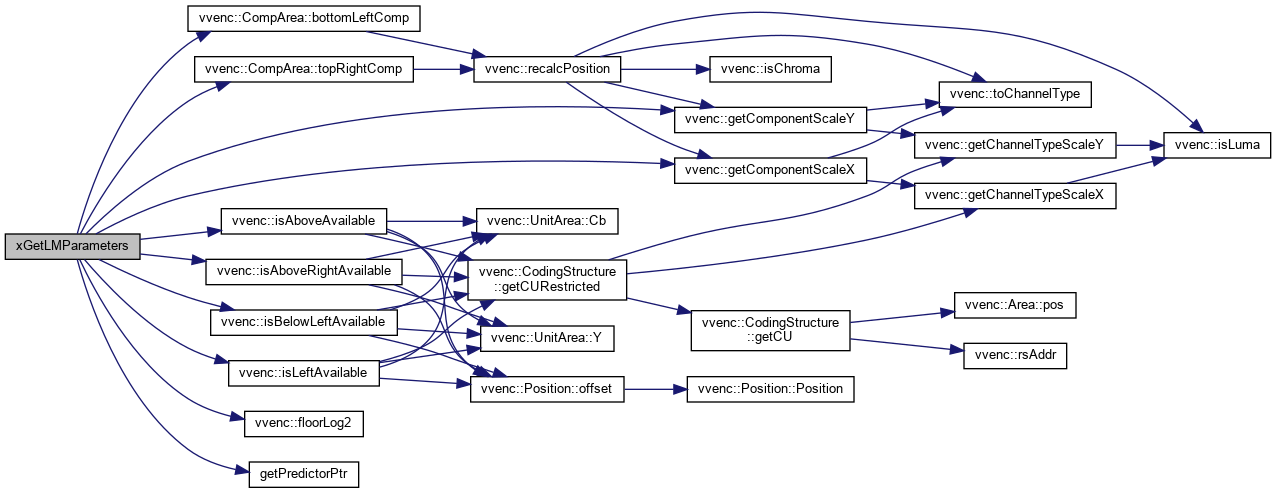 xGetLMParameters
vvenc::CompArea::bottomLeftComp
vvenc::CompArea::topRightComp
vvenc::isAboveAvailable
vvenc::isAboveRightAvailable
vvenc::isBelowLeftAvailable
vvenc::isLeftAvailable
vvenc::floorLog2
getPredictorPtr
vvenc::recalcPosition
vvenc::UnitArea::Cb
vvenc::CodingStructure
::getCURestricted
vvenc::UnitArea::Y
vvenc::Position::offset
vvenc::isChroma
vvenc::getComponentScaleY
vvenc::getComponentScaleX
vvenc::CodingStructure
::getCU
vvenc::Position::Position
vvenc::toChannelType
vvenc::getChannelTypeScaleY
vvenc::getChannelTypeScaleX
vvenc::Area::pos
vvenc::rsAddr
vvenc::isLuma